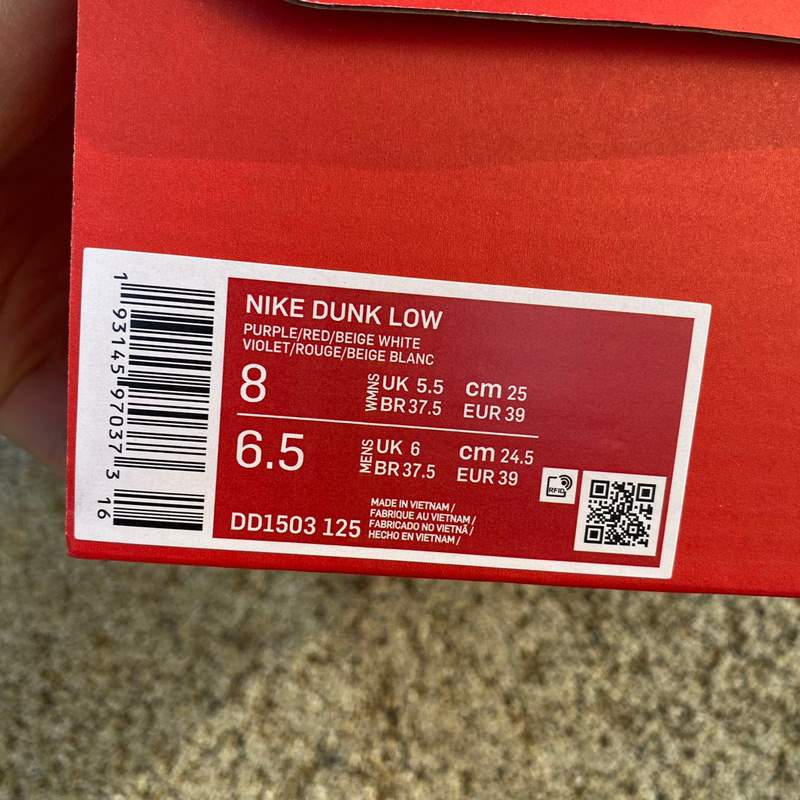 1 93145 97037 3
16
NIKE DUNK LOW
PURPLE/RED/BEIGE WHITE
VIOLET/ROUGE/BEIGE BLANC
8 WMNS UK 5.5 cm 25
BR 37.5 EUR 39
6.5 MENS UK 6 cm 24.5
BR 37.5 EUR 39
RFID
DD1503 125
MADE IN VIETNAM /
FABRIQUE AU VIETNAM /
FABRICADO NO VIETNÃ /
HECHO EN VIETNAM /